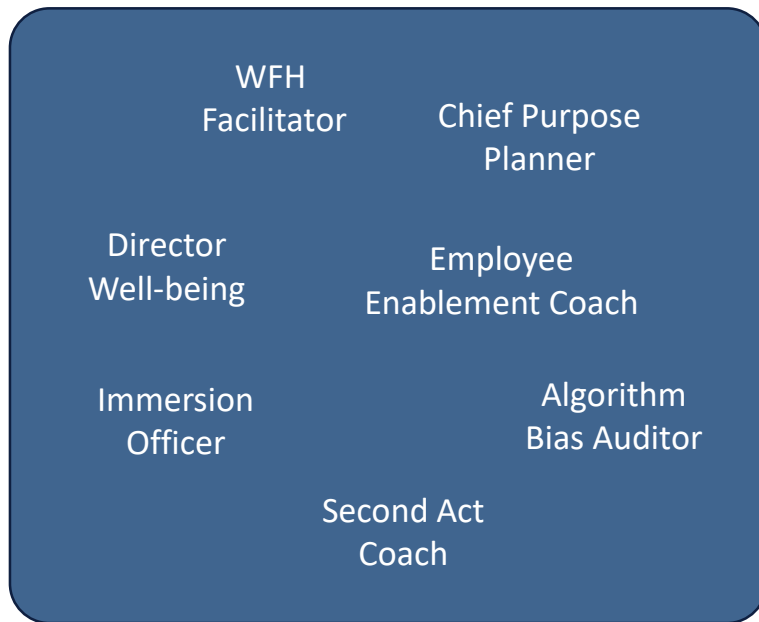 WFH
Facilitator
Chief Purpose
Planner
Director
Well-being
Employee
Enablement Coach
Immersion
Officer
Algorithm
Bias Auditor
Second Act
Coach